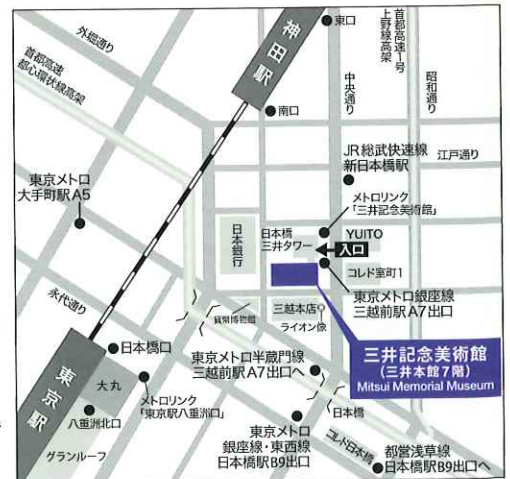 外堀通り
首都高速
都心環状線高架
神田駅
東口
南口
中央通り
首都高速1号
上野線高架
昭和通り
江戸通り
JR総武快速線
新日本橋駅
メトロリンク
「三井記念美術館」
東京メトロ
大手町駅A5
日本銀行
日本橋
三井タワー
YUITO
入口
コレド室町1
東京メトロ銀座線
三越前駅A7出口
永代通り
貨幣博物館
三越本店
ライオン像
三井記念美術館
(三井本館7階)
Mitsui Memorial Museum
日本橋口
東京メトロ半蔵門線
三越前駅A7出口へ
東京駅
大丸
メトロリンク
「東京駅八重洲口」
八重洲北口
グランルーフ
日本橋
東京メトロ
銀座線・東西線
日本橋駅B9出口
コレド日本橋
都営浅草線
日本橋駅B9出口へ